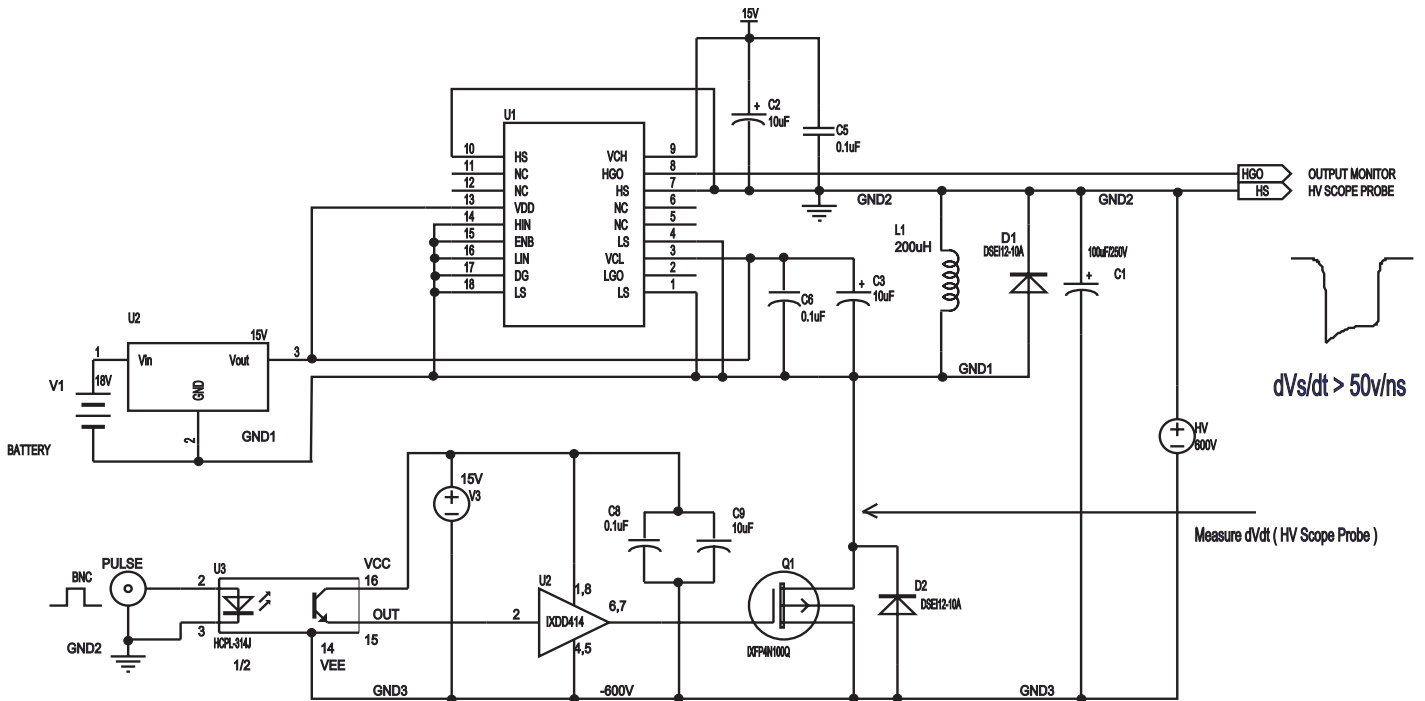 15V
C2
10uF
+
C5
0.1uF
U1
10 HS VCH 9
11 NC HGO 8
12 NC HS 7
13 VDD NC 6
14 HIN NC 5
15 ENB LS 4
16 LIN VCL 3
17 DG LGO 2
18 LS LS 1
HGO OUTPUT MONITOR
HS HV SCOPE PROBE
GND2
GND2
L1
200uH
D1
DSEI12-10A
100uF/250V
+
C1
C6
0.1uF
+
C3
10uF
U2
15V
1 Vin Vout 3
GND
2
V1
18V
BATTERY
GND1
GND1
dVs/dt > 50v/ns
+
HV
600V
15V
+
V3
C8
0.1uF
C9
10uF
Measure dVdt ( HV Scope Probe )
BNC
PULSE
GND2
U3
2
3
HCPL-314J
1/2
VCC
16
OUT
15
14
VEE
U2
2
1,8
IXDD414
6,7
4,5
Q1
IXFP4N100Q
D2
DSEI12-10A
GND3
-600V
GND3